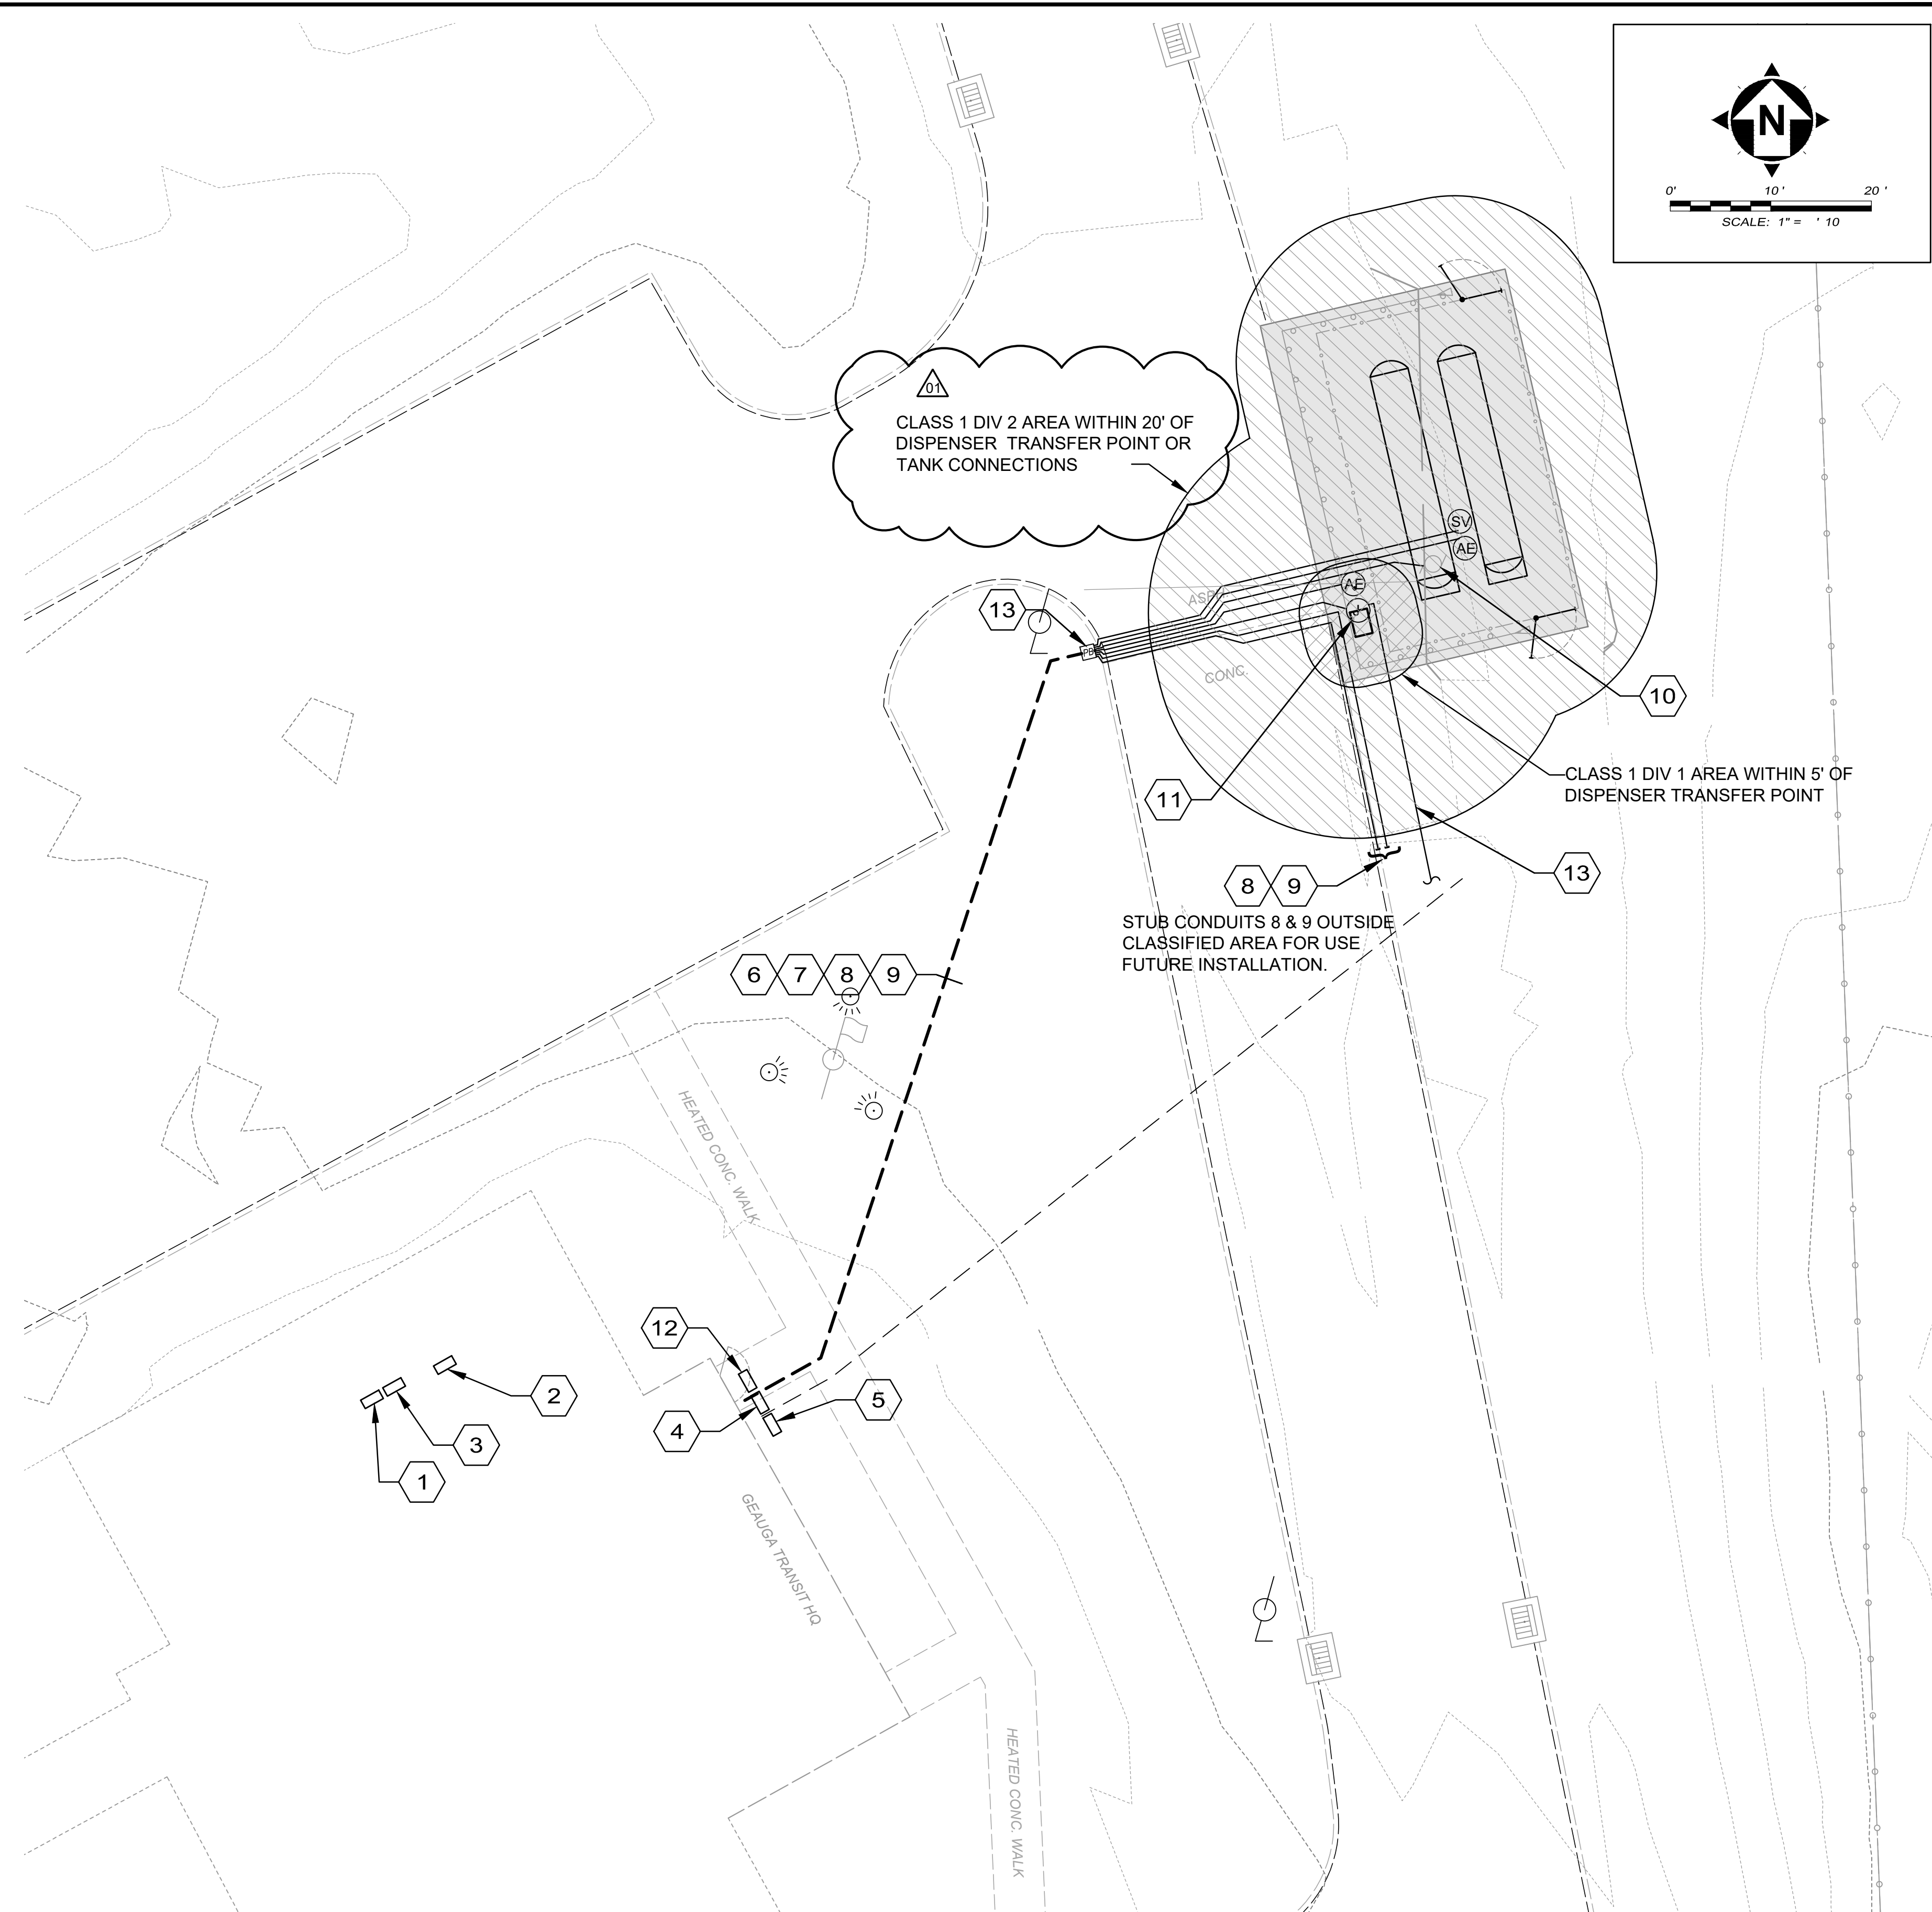 N
0' 10' 20'
SCALE: 1" = ' 10
01
CLASS 1 DIV 2 AREA WITHIN 20' OF
DISPENSER TRANSFER POINT OR
TANK CONNECTIONS
SV
AE
AE
J
13
PB
CONC.
10
11
CLASS 1 DIV 1 AREA WITHIN 5' OF
DISPENSER TRANSFER POINT
13
8 9
STUB CONDUITS 8 & 9 OUTSIDE
CLASSIFIED AREA FOR USE
FUTURE INSTALLATION.
6 7 8 9
HEATED CONC. WALK
12
2
5
4
3
1
GEAUGA TRANSIT HQ
HEATED CONC. WALK